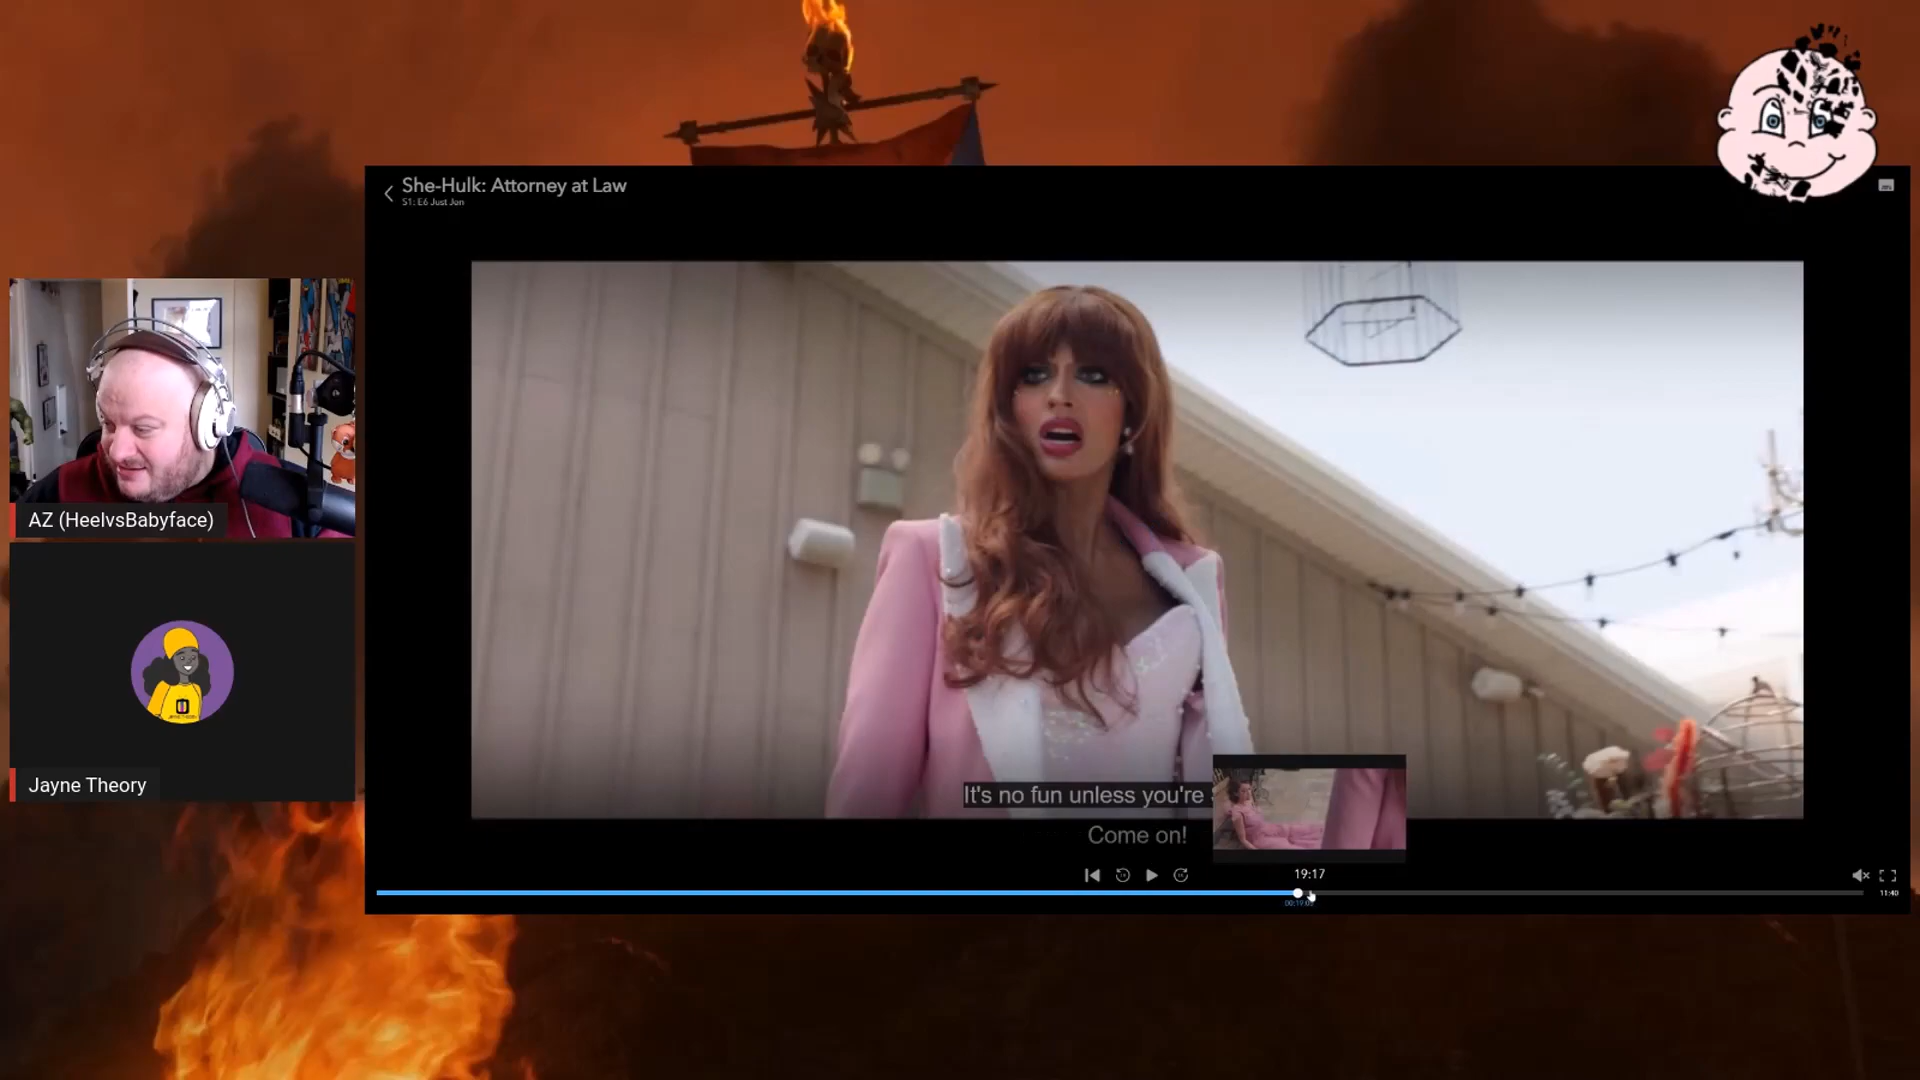 She-Hulk: Attorney at Law
S1: E6 Just Jen
AZ (HeelvsBabyface)
Jayne Theory
It's no fun unless you're
Come on!
19:17
11:40